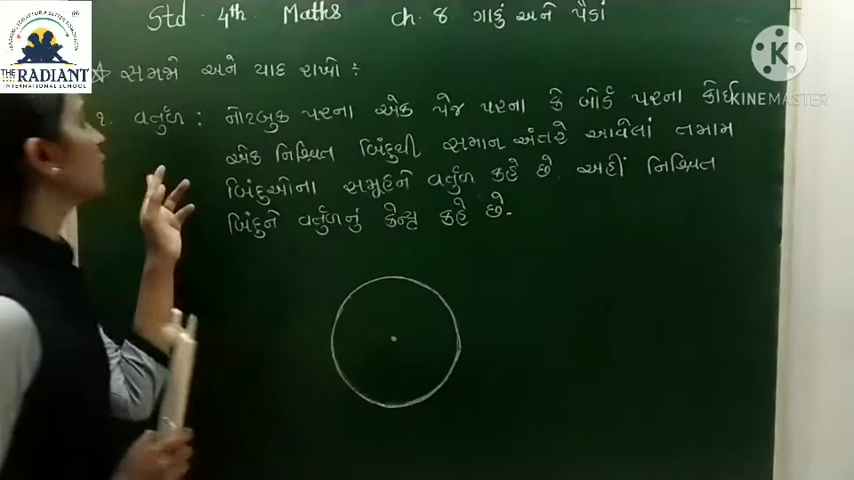 Std - 4th Maths ch. 8 ગાડું અને પૈડાં
સમજો અને યાદ રાખો :
૧. વર્તુળ : નોટબુક પરના એક પેજ પરના કે બોર્ડ પરના કોઈ
એક નિશ્ચિત બિંદુથી સમાન અંતરે આવેલાં તમામ
બિંદુઓના સમૂહને વર્તુળ કહે છે. અહીં નિશ્ચિત
બિંદુને વર્તુળનું કેન્દ્ર કહે છે.
THE RADIANT
INTERNATIONAL SCHOOL
K
KINEMASTER